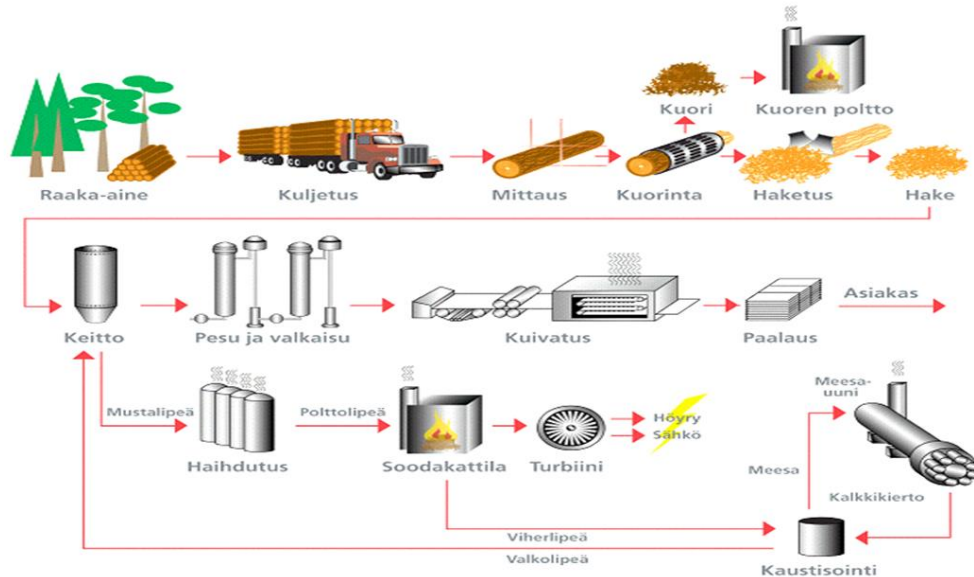 Kuori
Kuoren poltto
Raaka-aine
Kuljetus
Mittaus
Kuorinta
Haketus
Hake
Keitto
Pesu ja valkaisu
Kuivatus
Paalaus
Asiakas
Mustalipeä
Haihdutus
Polttolipeä
Soodakattila
Turbiini
Höyry
Sähkö
Meesa-
uuni
Meesa
Kalkkikierto
Viherlipeä
Valkolipeä
Kaustisointi